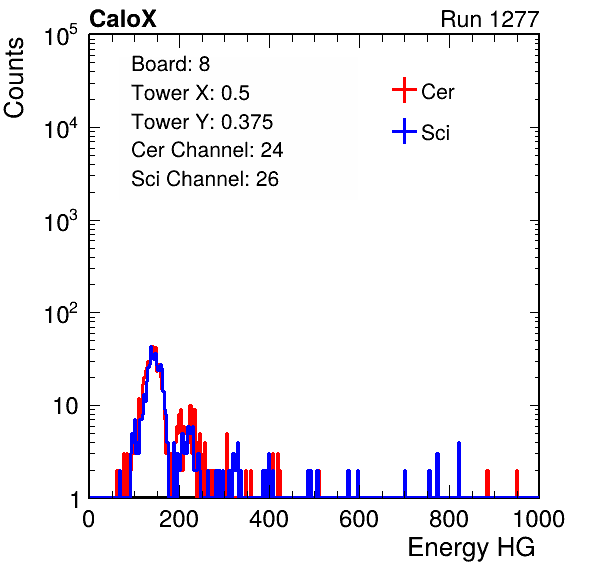 CaloX Run 1277
Board: 8
Tower X: 0.5
Tower Y: 0.375
Cer Channel: 24
Sci Channel: 26
Cer
Sci
Counts
10^5
10^4
10^3
10^2
10
1
0 200 400 600 800 1000
Energy HG